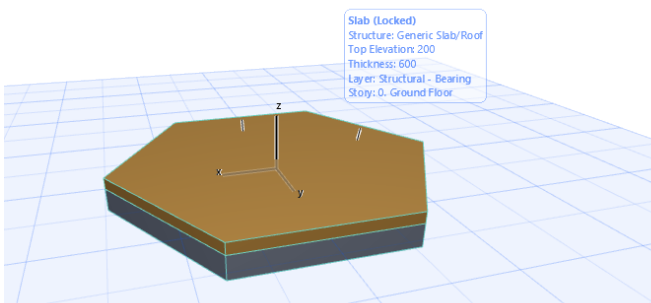 Slab (Locked)
Structure: Generic Slab/Roof
Top Elevation: 200
Thickness: 600
Layer: Structural - Bearing
Story: 0. Ground Floor
z
x
y